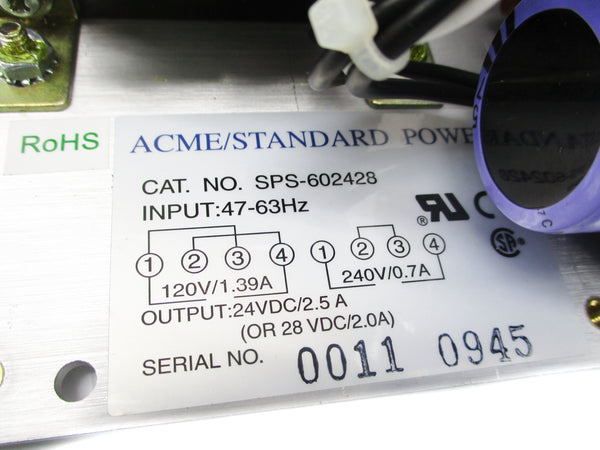 RoHS
ACME/STANDARD POWER
CAT. NO. SPS-602428
INPUT:47-63Hz
® C
1 2 3 4 1 2 3 4
120V/1.39A 240V/0.7A
OUTPUT:24VDC/2.5 A
(OR 28 VDC/2.0A)
SERIAL NO. 0011 0945